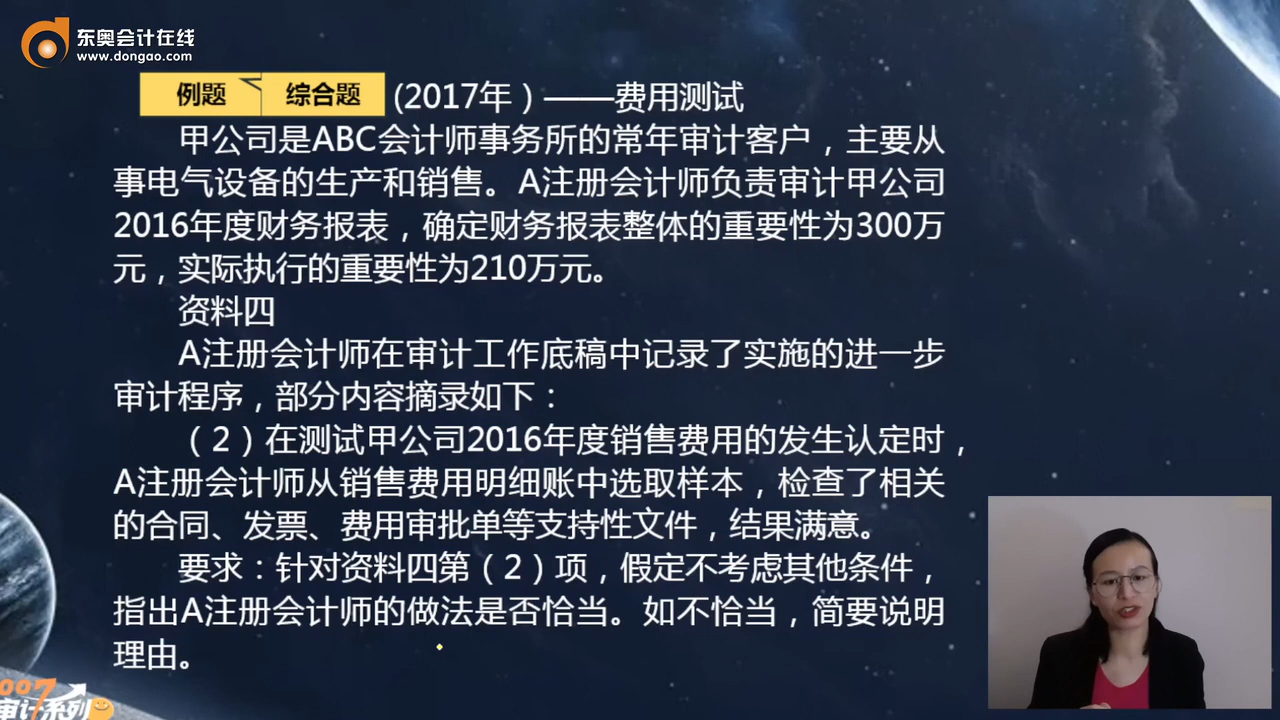 东奥会计在线
www.dongao.com
例题 综合题 (2017年）——费用测试
甲公司是ABC会计师事务所的常年审计客户，主要从
事电气设备的生产和销售。A注册会计师负责审计甲公司
2016年度财务报表，确定财务报表整体的重要性为300万
元，实际执行的重要性为210万元。
资料四
A注册会计师在审计工作底稿中记录了实施的进一步
审计程序，部分内容摘录如下：
（2）在测试甲公司2016年度销售费用的发生认定时，
A注册会计师从销售费用明细账中选取样本，检查了相关
的合同、发票、费用审批单等支持性文件，结果满意。
要求：针对资料四第（2）项，假定不考虑其他条件，
指出A注册会计师的做法是否恰当。如不恰当，简要说明
理由。
007
审计系列